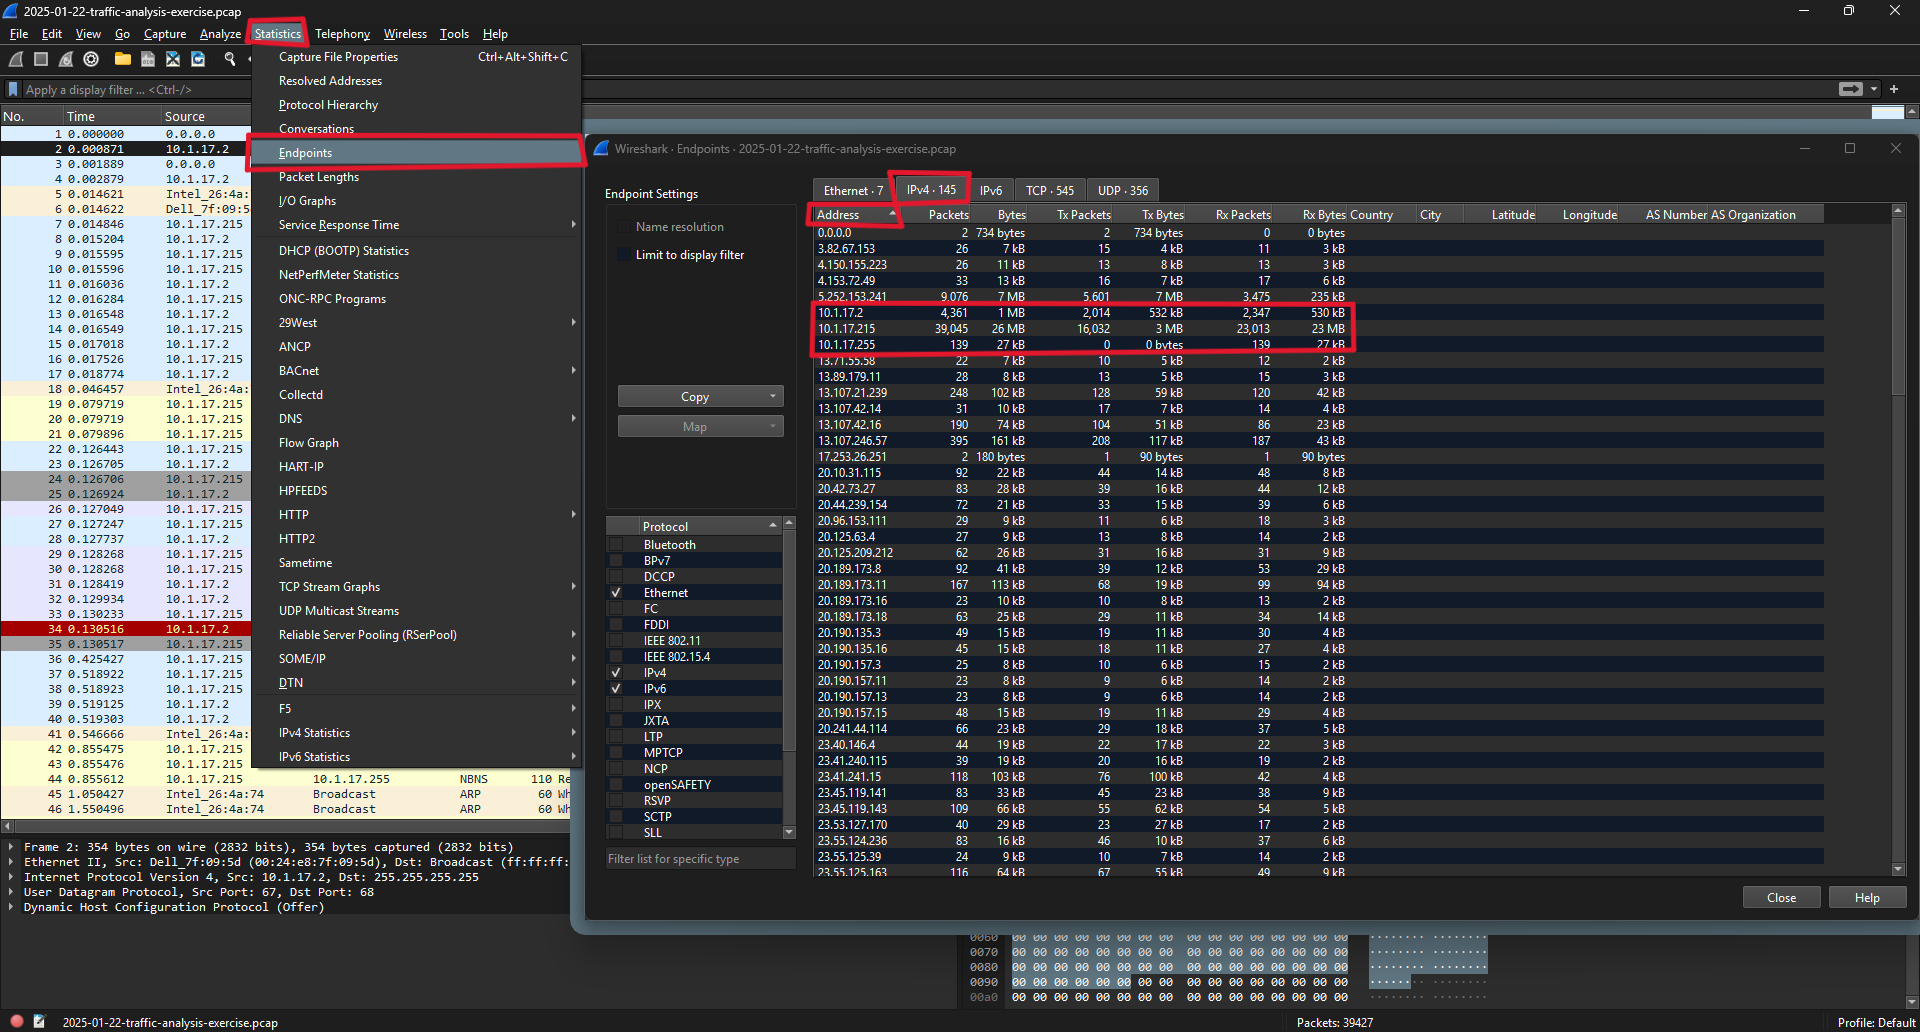 2025-01-22-traffic-analysis-exercise.pcap
File Edit View Go Capture Analyze Statistics Telephony Wireless Tools Help
Apply a display filter ... <Ctrl-/>
Capture File Properties Ctrl+Alt+Shift+C
Resolved Addresses
Protocol Hierarchy
Conversations
Endpoints
Packet Lengths
I/O Graphs
Service Response Time
DHCP (BOOTP) Statistics
NetPerfMeter Statistics
ONC-RPC Programs
29West
ANCP
BACnet
Collectd
DNS
Flow Graph
HART-IP
HPFEEDS
HTTP
HTTP2
Sametime
TCP Stream Graphs
UDP Multicast Streams
Reliable Server Pooling (RSerPool)
SOME/IP
DTN
F5
IPv4 Statistics
IPv6 Statistics
No. Time Source
1 0.000000 0.0.0.0
2 0.000871 10.1.17.2
3 0.001889 0.0.0.0
4 0.002879 10.1.17.2
5 0.014621 Intel_26:4a:
6 0.014622 Dell_7f:09:5
7 0.014846 10.1.17.215
8 0.015204 10.1.17.2
9 0.015595 10.1.17.215
10 0.015596 10.1.17.215
11 0.016036 10.1.17.2
12 0.016284 10.1.17.215
13 0.016548 10.1.17.2
14 0.016549 10.1.17.215
15 0.017018 10.1.17.2
16 0.017526 10.1.17.215
17 0.018774 10.1.17.2
18 0.046457 Intel_26:4a:
19 0.079719 10.1.17.215
20 0.079719 10.1.17.215
21 0.079896 10.1.17.215
22 0.126443 10.1.17.215
23 0.126705 10.1.17.2
24 0.126706 10.1.17.215
25 0.126924 10.1.17.2
26 0.127049 10.1.17.215
27 0.127247 10.1.17.215
28 0.127737 10.1.17.2
29 0.128268 10.1.17.215
30 0.128268 10.1.17.215
31 0.128419 10.1.17.2
32 0.129934 10.1.17.2
33 0.130233 10.1.17.215
34 0.130516 10.1.17.2
35 0.130517 10.1.17.215
36 0.425427 10.1.17.215
37 0.518922 10.1.17.215
38 0.518923 10.1.17.215
39 0.519125 10.1.17.2
40 0.519303 10.1.17.2
41 0.546666 Intel_26:4a:
42 0.855475 10.1.17.215
43 0.855476 10.1.17.215
44 0.855612 10.1.17.215 10.1.17.255 NBNS 110 Re
45 1.050427 Intel_26:4a:74 Broadcast ARP 60 Wh
46 1.550496 Intel_26:4a:74 Broadcast ARP 60 Wh
Frame 2: 354 bytes on wire (2832 bits), 354 bytes captured (2832 bits)
Ethernet II, Src: Dell_7f:09:5d (00:24:e8:7f:09:5d), Dst: Broadcast (ff:ff:ff:
Internet Protocol Version 4, Src: 10.1.17.2, Dst: 255.255.255.255
User Datagram Protocol, Src Port: 67, Dst Port: 68
Dynamic Host Configuration Protocol (Offer)
Wireshark · Endpoints · 2025-01-22-traffic-analysis-exercise.pcap
Endpoint Settings
Name resolution
Limit to display filter
Copy
Map
Protocol
Bluetooth
BPv7
DCCP
Ethernet
FC
FDDI
IEEE 802.11
IEEE 802.15.4
IPv4
IPv6
IPX
JXTA
LTP
MPTCP
NCP
openSAFETY
RSVP
SCTP
SLL
Filter list for specific type
Ethernet · 7 IPv4 · 145 IPv6 TCP · 545 UDP · 356
Address Packets Bytes Tx Packets Tx Bytes Rx Packets Rx Bytes Country City Latitude Longitude AS Number AS Organization
0.0.0.0 2 734 bytes 2 734 bytes 0 0 bytes
3.82.67.153 26 7 kB 15 4 kB 11 3 kB
4.150.155.223 26 11 kB 13 8 kB 13 3 kB
4.153.72.49 33 13 kB 16 7 kB 17 6 kB
5.252.153.241 9,076 7 MB 5,601 7 MB 3,475 235 kB
10.1.17.2 4,361 1 MB 2,014 532 kB 2,347 530 kB
10.1.17.215 39,045 26 MB 16,032 3 MB 23,013 23 MB
10.1.17.255 139 27 kB 0 0 bytes 139 27 kB
13.71.55.58 22 7 kB 10 5 kB 12 2 kB
13.89.179.11 28 8 kB 13 5 kB 15 3 kB
13.107.21.239 248 102 kB 128 59 kB 120 42 kB
13.107.42.14 31 10 kB 17 7 kB 14 4 kB
13.107.42.16 190 74 kB 104 51 kB 86 23 kB
13.107.246.57 395 161 kB 208 117 kB 187 43 kB
17.253.26.251 2 180 bytes 1 90 bytes 1 90 bytes
20.10.31.115 92 22 kB 44 14 kB 48 8 kB
20.42.73.27 83 28 kB 39 16 kB 44 12 kB
20.44.239.154 72 21 kB 33 15 kB 39 6 kB
20.96.153.111 29 9 kB 11 6 kB 18 3 kB
20.125.63.4 27 9 kB 13 8 kB 14 2 kB
20.125.209.212 62 26 kB 31 16 kB 31 9 kB
20.189.173.8 92 41 kB 39 12 kB 53 29 kB
20.189.173.11 167 113 kB 68 19 kB 99 94 kB
20.189.173.16 23 10 kB 10 8 kB 13 2 kB
20.189.173.18 63 25 kB 29 11 kB 34 14 kB
20.190.135.3 49 15 kB 19 11 kB 30 4 kB
20.190.135.16 45 15 kB 18 11 kB 27 4 kB
20.190.157.3 25 8 kB 10 6 kB 15 2 kB
20.190.157.11 23 8 kB 9 6 kB 14 2 kB
20.190.157.13 23 8 kB 9 6 kB 14 2 kB
20.190.157.15 48 15 kB 19 11 kB 29 4 kB
20.241.44.114 66 23 kB 29 18 kB 37 5 kB
23.40.146.4 44 19 kB 22 17 kB 22 3 kB
23.41.240.115 39 19 kB 20 16 kB 19 2 kB
23.41.241.15 118 103 kB 76 100 kB 42 4 kB
23.45.119.141 83 33 kB 45 23 kB 38 9 kB
23.45.119.143 109 66 kB 55 62 kB 54 5 kB
23.53.127.170 40 29 kB 23 27 kB 17 2 kB
23.55.124.236 83 16 kB 46 10 kB 37 6 kB
23.55.125.39 24 9 kB 10 7 kB 14 2 kB
23.55.125.163 116 64 kB 67 55 kB 49 9 kB
Close Help
0060 00 00 00 00 00 00 00 00 00 00 00 00 00 00 00 00 ········ ········
0070 00 00 00 00 00 00 00 00 00 00 00 00 00 00 00 00 ········ ········
0080 00 00 00 00 00 00 00 00 00 00 00 00 00 00 00 00 ········ ········
0090 00 00 00 00 00 00 00 00 00 00 00 00 00 00 00 00 ········ ········
00a0 00 00 00 00 00 00 00 00 00 00 00 00 00 00 00 00 ········ ········
2025-01-22-traffic-analysis-exercise.pcap Packets: 39427 Profile: Default